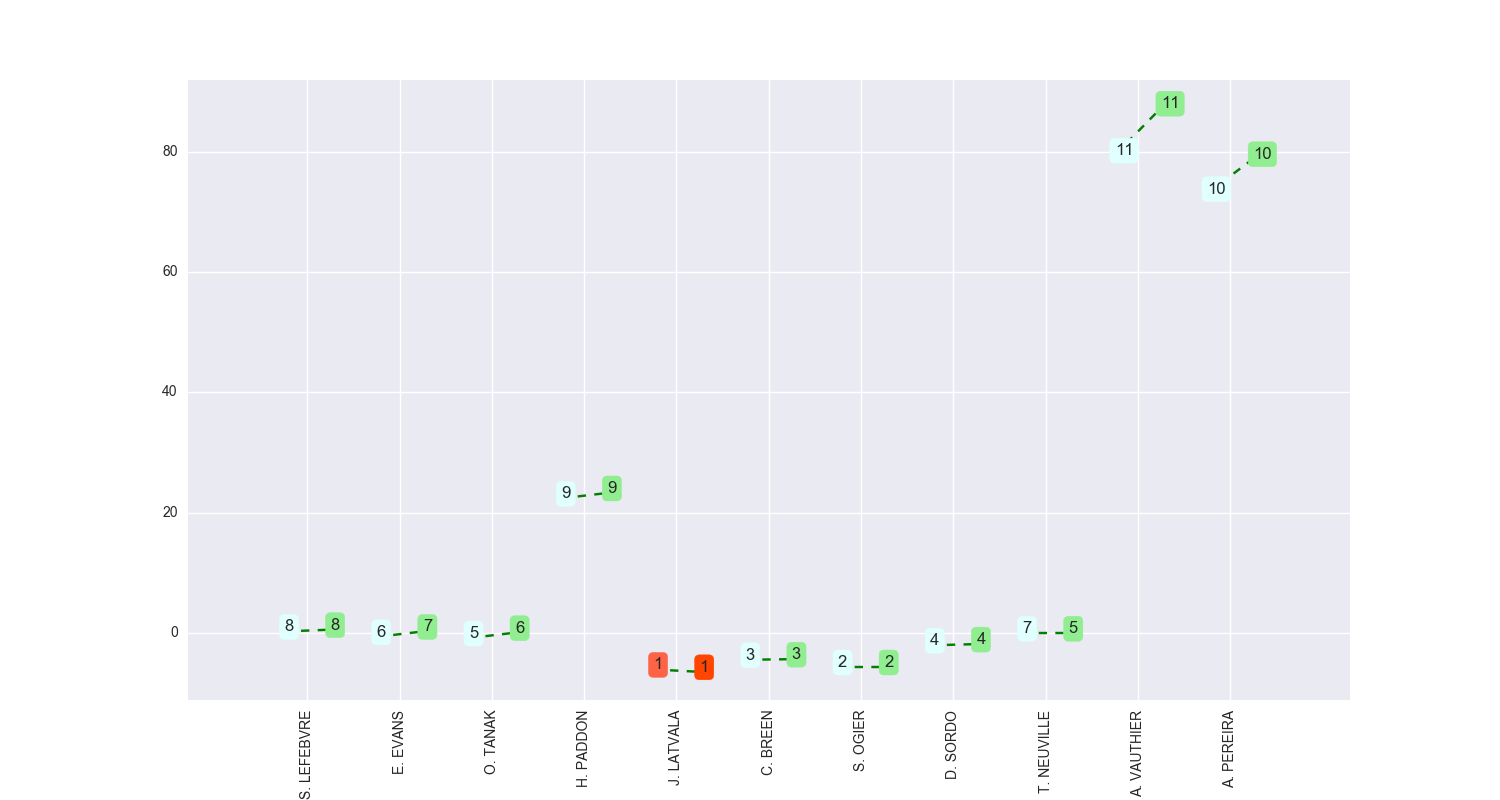 11
80
11
10
10
60
40
9
9
20
8
8
6
7
5
6
7
5
0
4
4
3
3
1
1
2
2
S. LEFEBVRE
E. EVANS
O. TANAK
H. PADDON
J. LATVALA
C. BREEN
S. OGIER
D. SORDO
T. NEUVILLE
A. VAUTHIER
A. PEREIRA